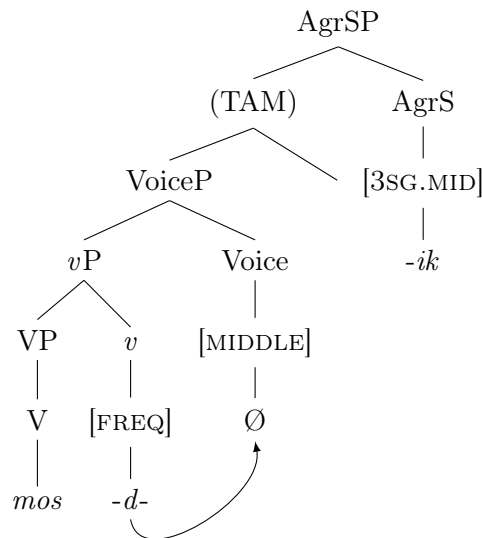 AgrSP
(TAM) AgrS
VoiceP [3SG.MID]
vP Voice -ik
VP v [MIDDLE]
V [FREQ] Ø
mos -d-